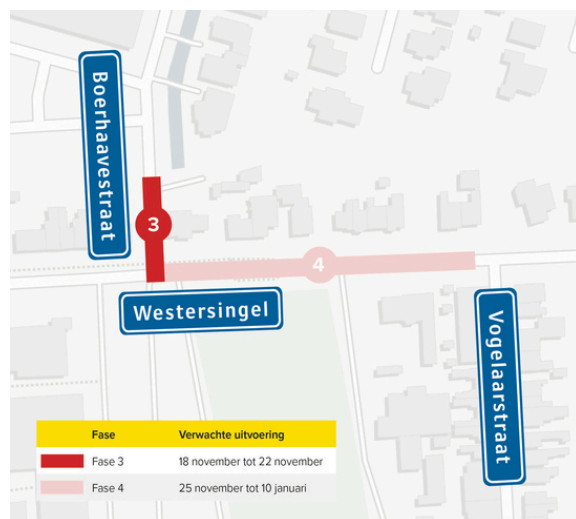 Boerhaavestraat
3
4
Westersingel
Vogelaarstraat
Fase Verwachte uitvoering
Fase 3 18 november tot 22 november
Fase 4 25 november tot 10 januari